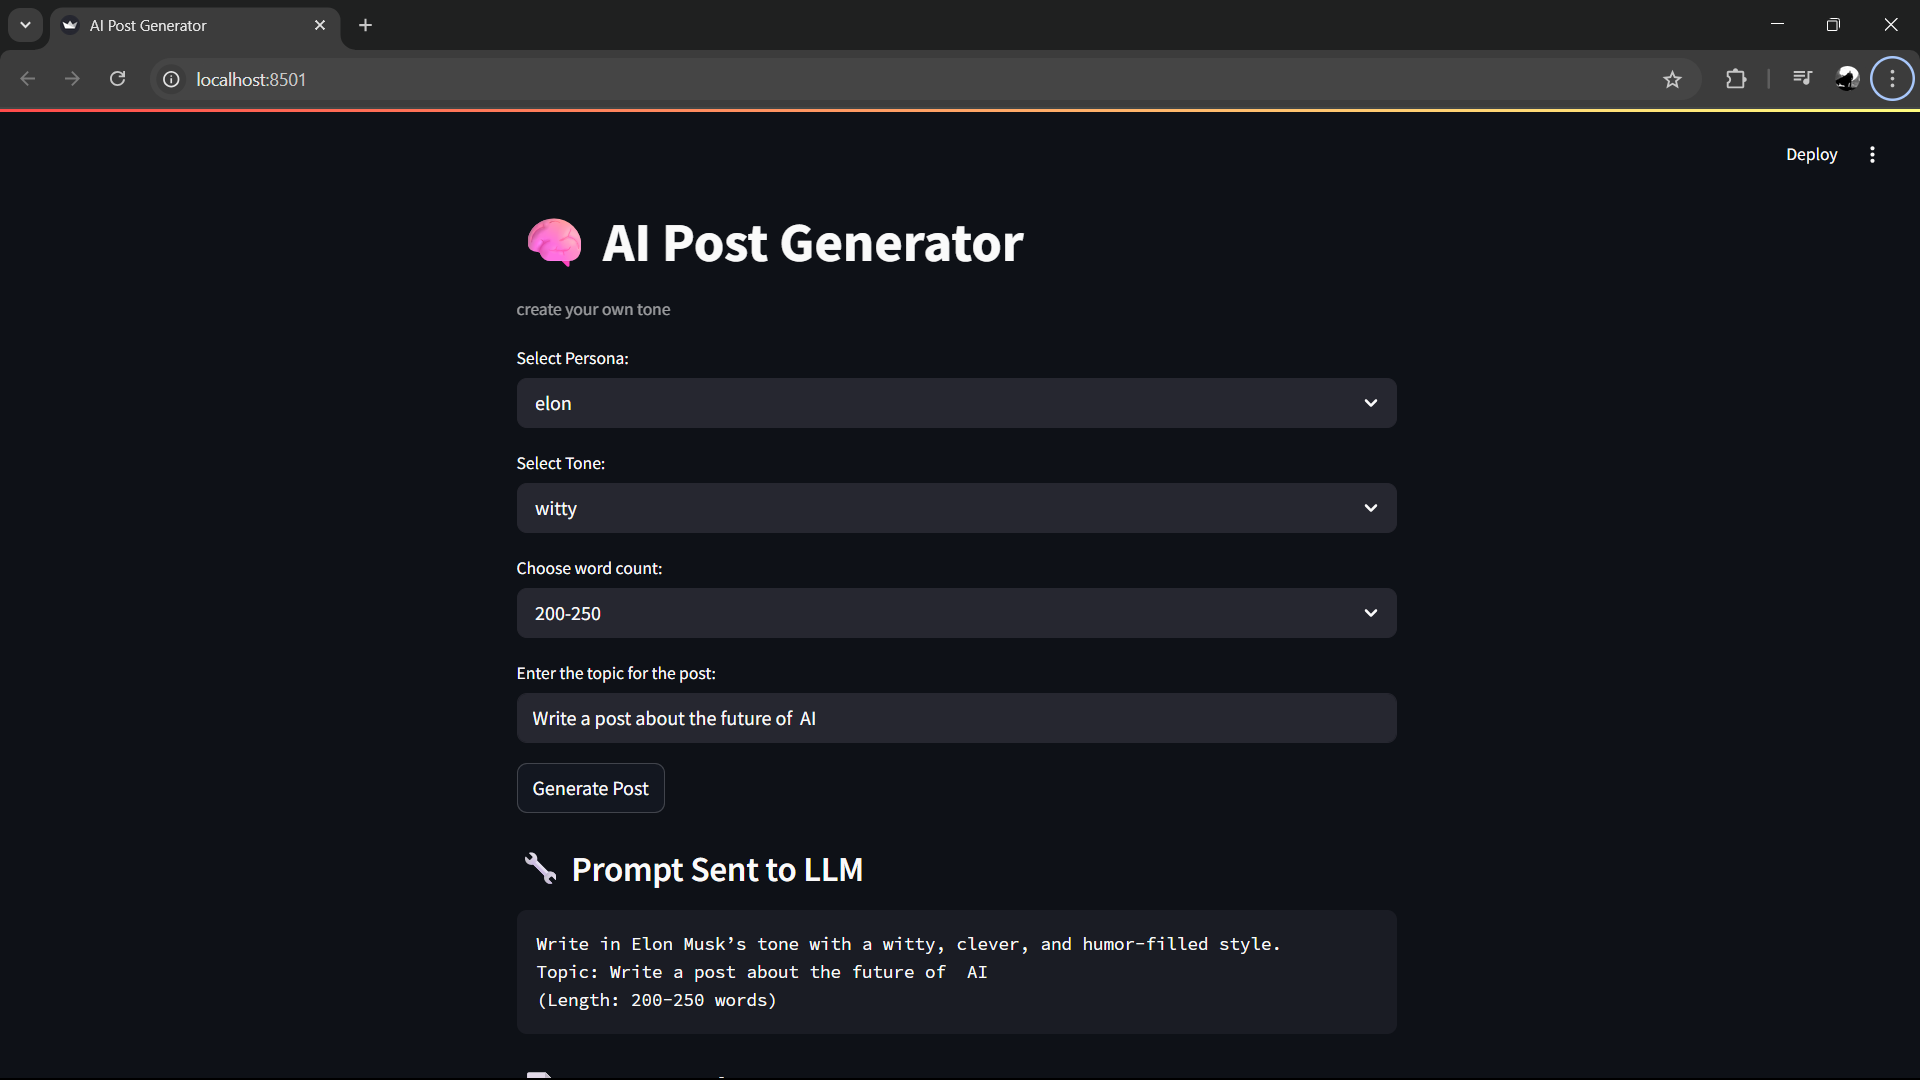 AI Post Generator
localhost:8501
Deploy
AI Post Generator
create your own tone
Select Persona:
elon
Select Tone:
witty
Choose word count:
200-250
Enter the topic for the post:
Write a post about the future of  AI
Generate Post
Prompt Sent to LLM
Write in Elon Musk’s tone with a witty, clever, and humor-filled style.
Topic: Write a post about the future of  AI
(Length: 200-250 words)